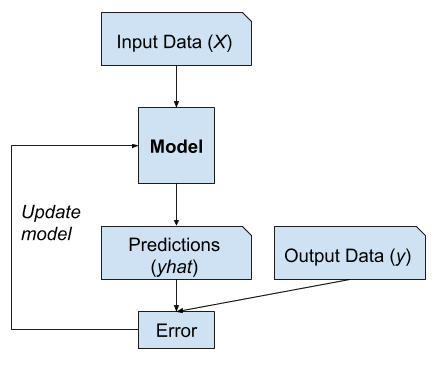 Input Data (X)
Model
Update
model
Predictions
(yhat)
Output Data (y)
Error